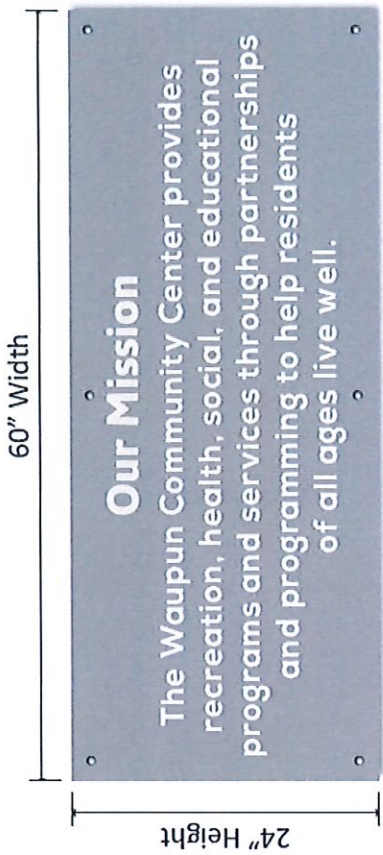 60" Width
Our Mission
The Waupun Community Center provides
recreation, health, social, and educational
programs and services through partnerships
and programming to help residents
of all ages live well.
24" Height